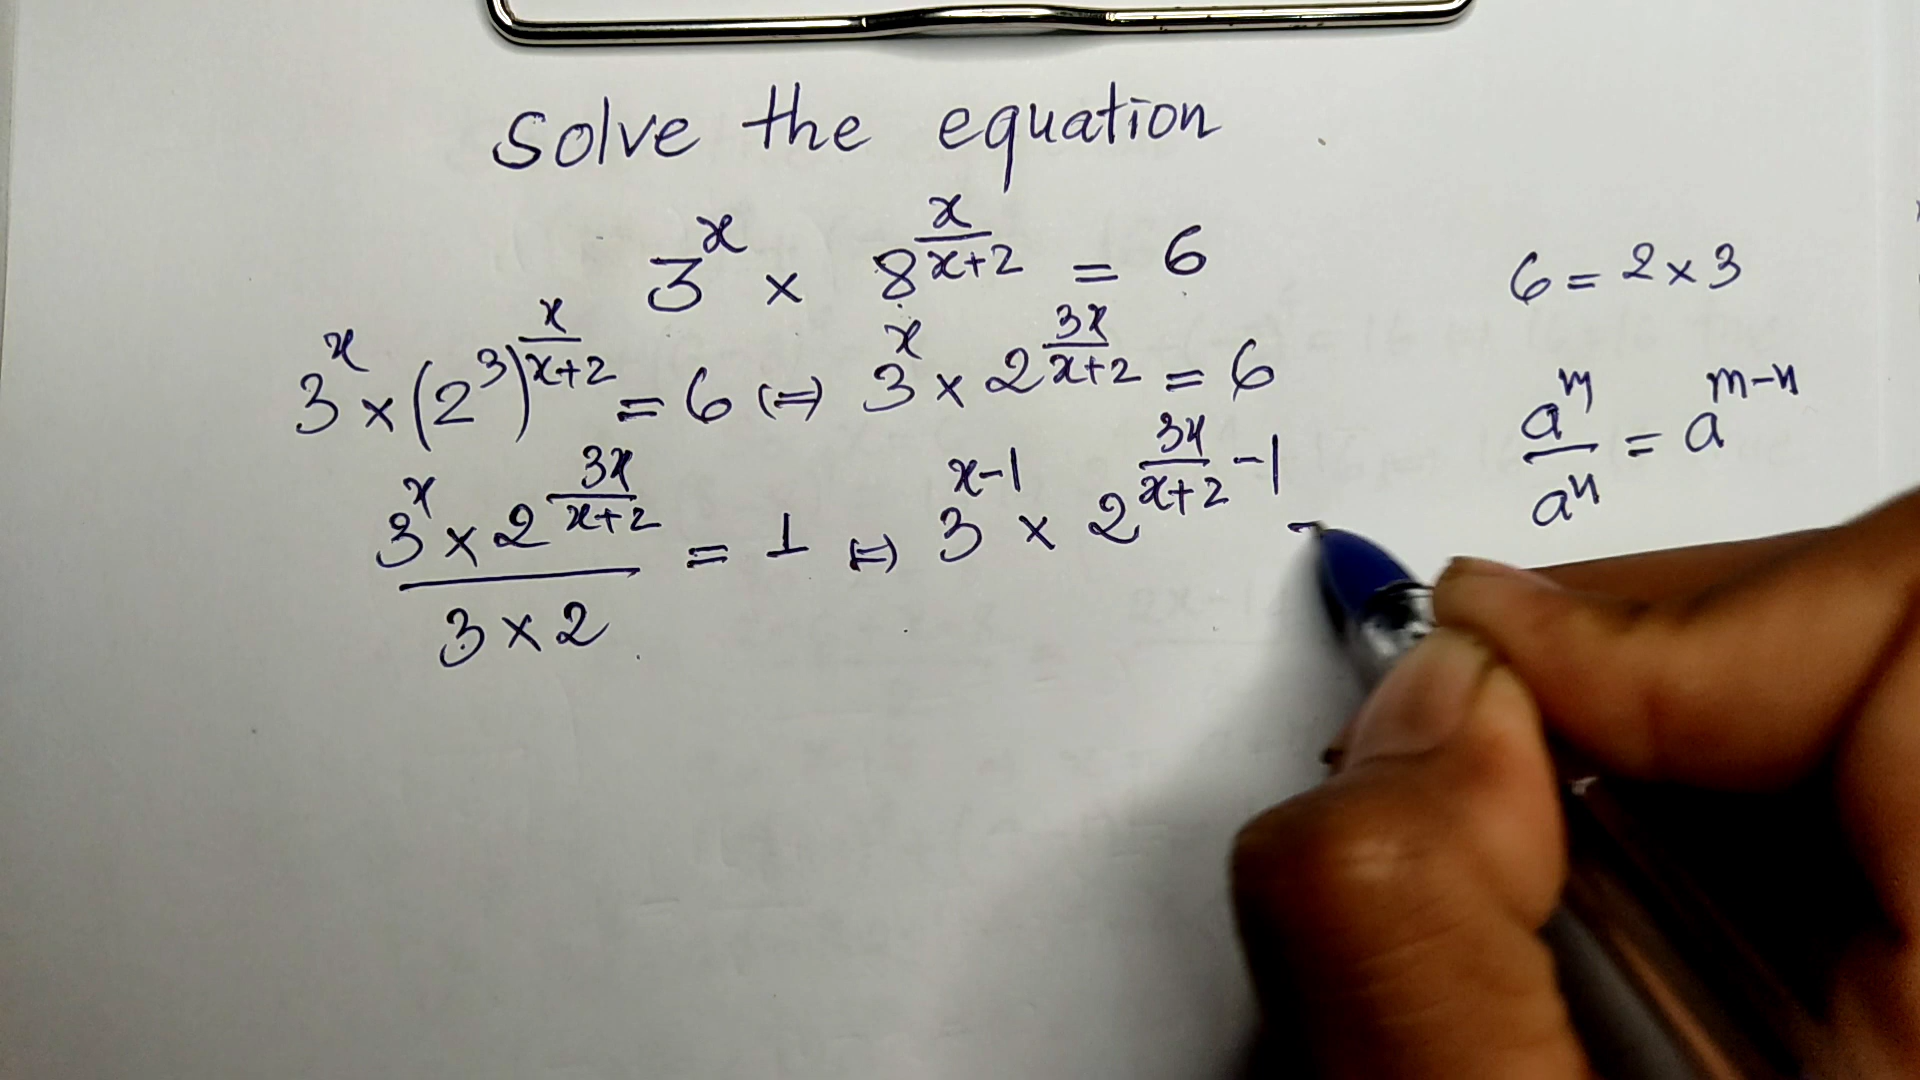 Solve the equation
3^x × 8^(x/(x+2)) = 6
6 = 2 × 3
3^x × (2^3)^(x/(x+2)) = 6 (=) 3^x × 2^(3x/(x+2)) = 6
a^m/a^n = a^(m-n)
(3^x × 2^(3x/(x+2)))/(3 × 2) = 1 (=) 3^(x-1) × 2^(3x/(x+2) - 1) -